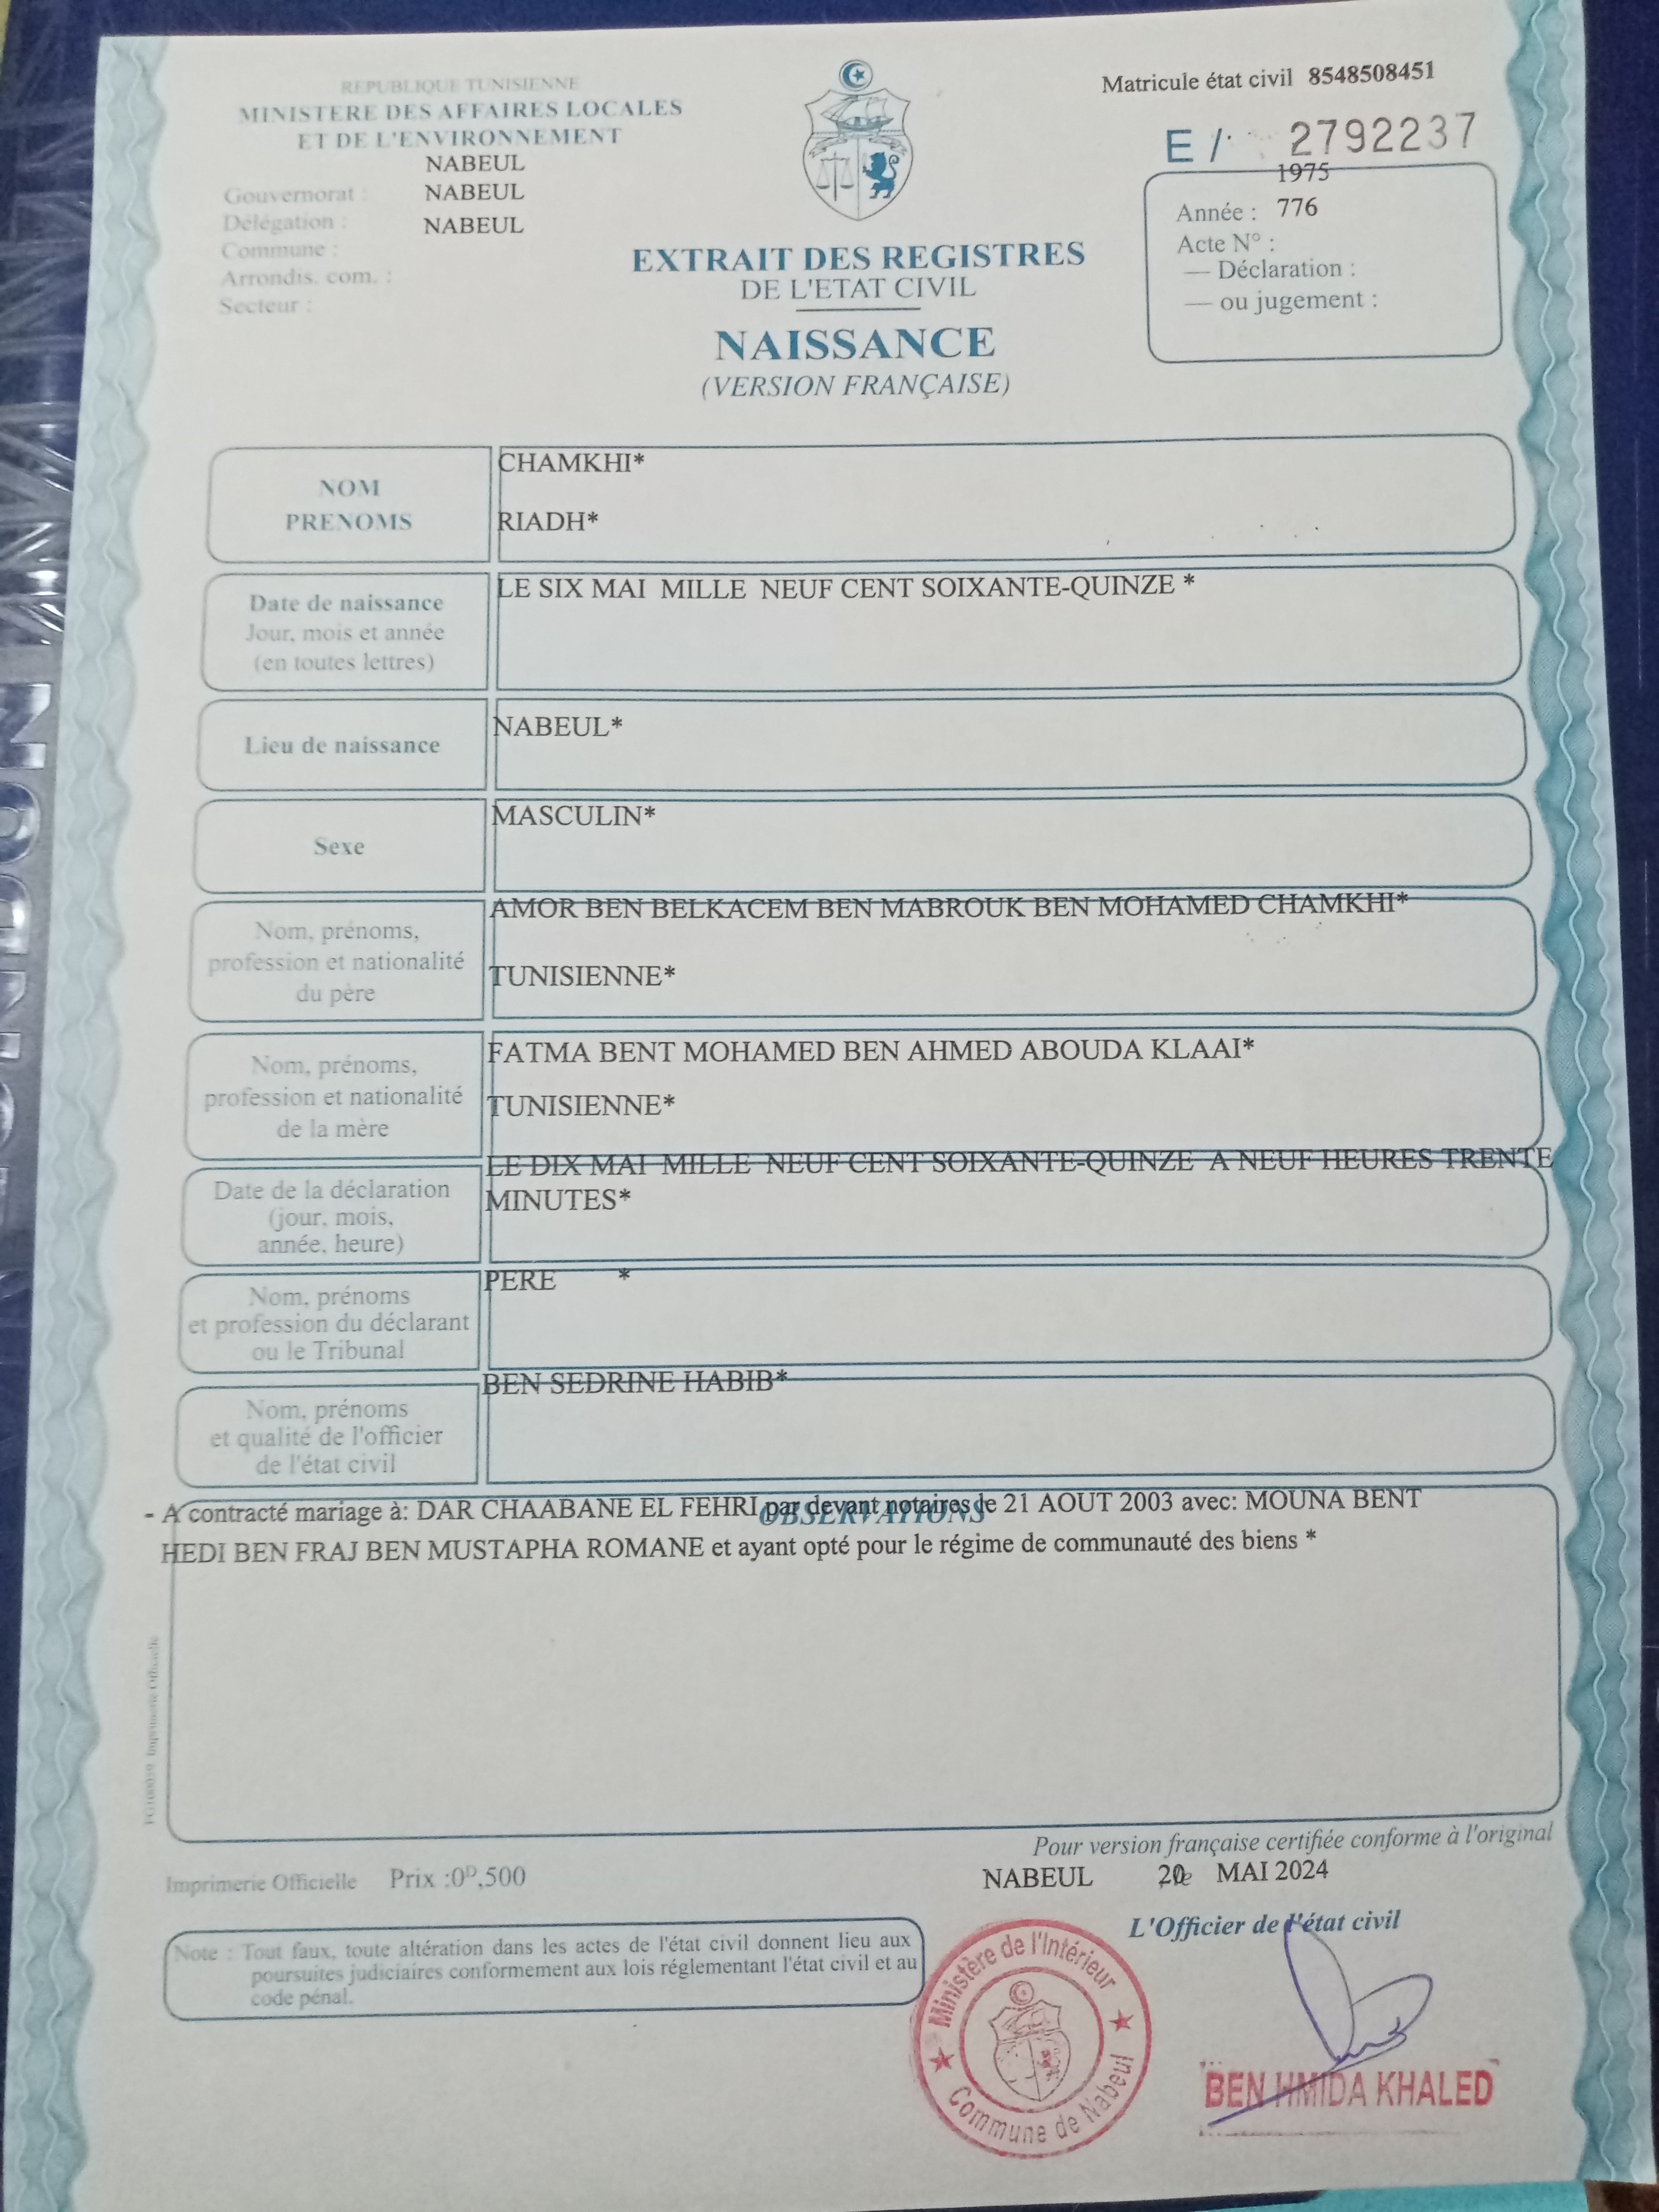 REPUBLIQUE TUNISIENNE
MINISTERE DES AFFAIRES LOCALES
ET DE L'ENVIRONNEMENT
NABEUL
Gouvernorat : NABEUL
Délégation : NABEUL
Commune :
Arrondis. com. :
Secteur :
Matricule état civil 8548508451
E / 2792237
1975
Année : 776
Acte N° :
— Déclaration :
— ou jugement :
EXTRAIT DES REGISTRES
DE L'ETAT CIVIL
NAISSANCE
(VERSION FRANÇAISE)
NOM
PRENOMS
CHAMKHI*
RIADH*
Date de naissance
Jour, mois et année
(en toutes lettres)
LE SIX MAI MILLE NEUF CENT SOIXANTE-QUINZE *
Lieu de naissance
NABEUL*
Sexe
MASCULIN*
Nom, prénoms,
profession et nationalité
du père
AMOR BEN BELKACEM BEN MABROUK BEN MOHAMED CHAMKHI*
TUNISIENNE*
Nom, prénoms,
profession et nationalité
de la mère
FATMA BENT MOHAMED BEN AHMED ABOUDA KLAAI*
TUNISIENNE*
Date de la déclaration
(jour, mois,
année, heure)
LE DIX MAI MILLE NEUF CENT SOIXANTE-QUINZE A NEUF HEURES TRENTE
MINUTES*
Nom, prénoms
et profession du déclarant
ou le Tribunal
PERE *
Nom, prénoms
et qualité de l'officier
de l'état civil
BEN SEDRINE HABIB*
OBSERVATIONS
- A contracté mariage à: DAR CHAABANE EL FEHRI par devant notaires le 21 AOUT 2003 avec: MOUNA BENT
HEDI BEN FRAJ BEN MUSTAPHA ROMANE et ayant opté pour le régime de communauté des biens *
Imprimerie Officielle
Pour version française certifiée conforme à l'original
Imprimerie Officielle Prix :0ᴰ,500
NABEUL le 20 MAI 2024
L'Officier de l'état civil
Note : Tout faux, toute altération dans les actes de l'état civil donnent lieu aux
poursuites judiciaires conformement aux lois réglementant l'état civil et au
code pénal.
Ministère de l'Intérieur
Commune de Nabeul
BEN HMIDA KHALED